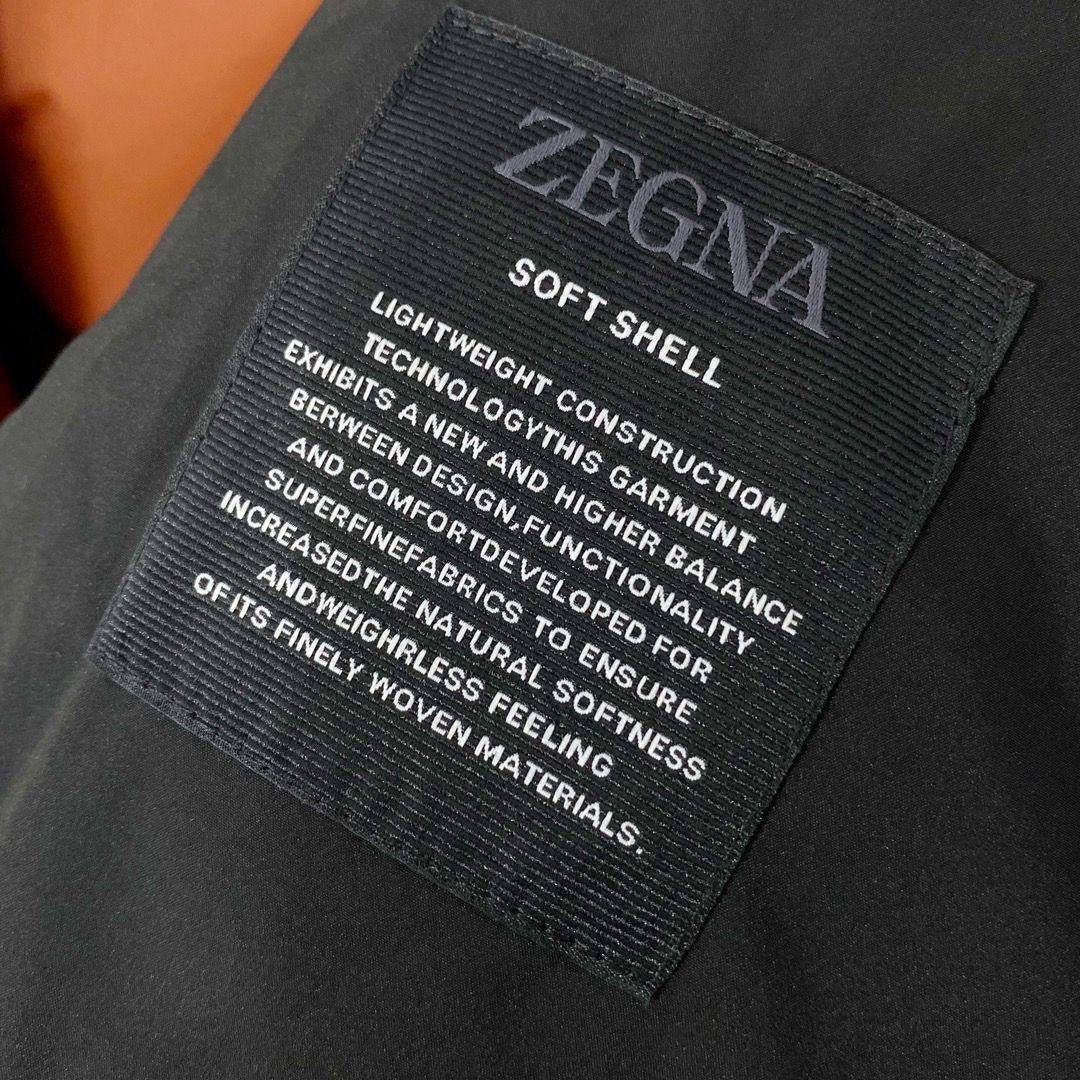 ZEGNA
SOFT SHELL
LIGHTWEIGHT CONSTRUCTION
TECHNOLOGYTHIS GARMENT
EXHIBITS A NEW AND HIGHER BALANCE
BERWEEN DESIGN,FUNCTIONALITY
AND COMFORTDEVELOPED FOR
SUPERFINEFABRICS TO ENSURE
INCREASEDTHE NATURAL SOFTNESS
ANDWEIGHRLESS FEELING
OF ITS FINELY WOVEN MATERIALS.